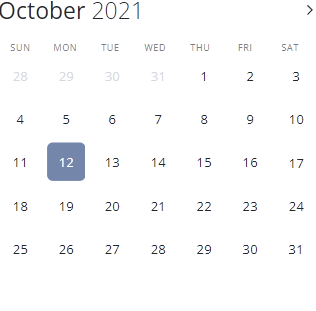 October 2021
SUN MON TUE WED THU FRI SAT
28 29 30 31 1 2 3
4 5 6 7 8 9 10
11 12 13 14 15 16 17
18 19 20 21 22 23 24
25 26 27 28 29 30 31